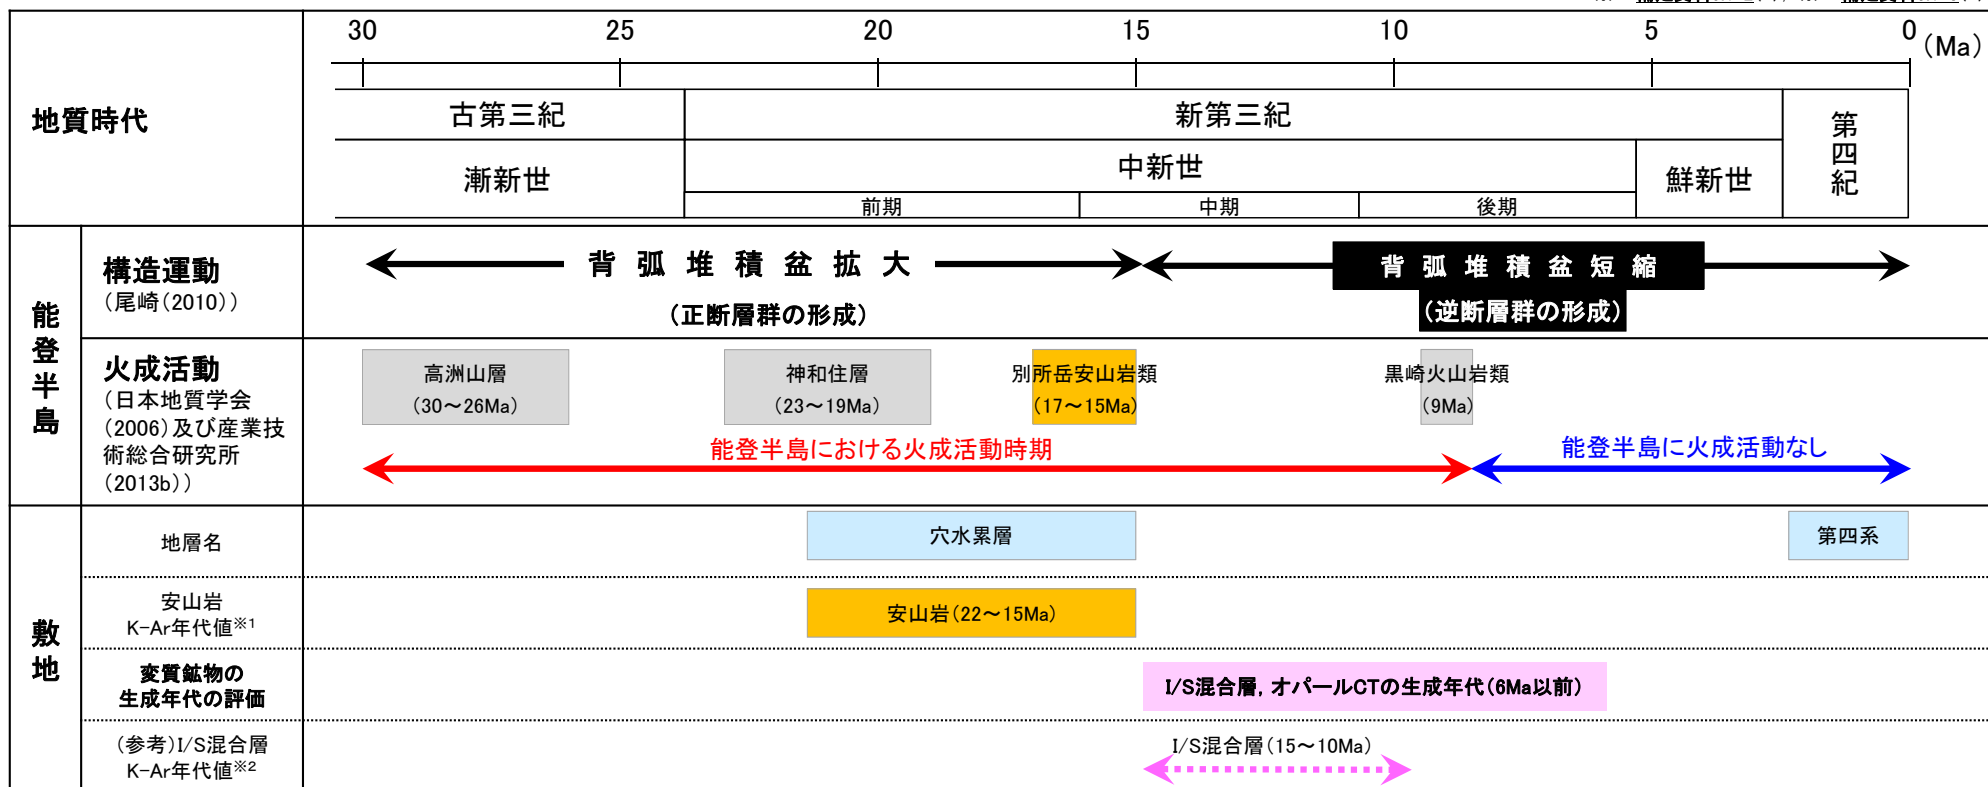 30 25 20 15 10 5 0 (Ma)
地質時代
古第三紀 新第三紀 第四紀
漸新世 中新世 鮮新世
前期 中期 後期
能登半島
構造運動
(尾崎(2010))
背弧堆積盆拡大
(正断層群の形成)
背弧堆積盆短縮
(逆断層群の形成)
火成活動
(日本地質学会
(2006)及び産業技
術総合研究所
(2013b))
高洲山層
(30～26Ma)
神和住層
(23～19Ma)
別所岳安山岩類
(17～15Ma)
黒崎火山岩類
(9Ma)
能登半島における火成活動時期
能登半島に火成活動なし
敷地
地層名
穴水累層
第四系
安山岩
K-Ar年代値※1
安山岩(22～15Ma)
変質鉱物の
生成年代の評価
I/S混合層, オパールCTの生成年代(6Ma以前)
(参考)I/S混合層
K-Ar年代値※2
I/S混合層(15～10Ma)